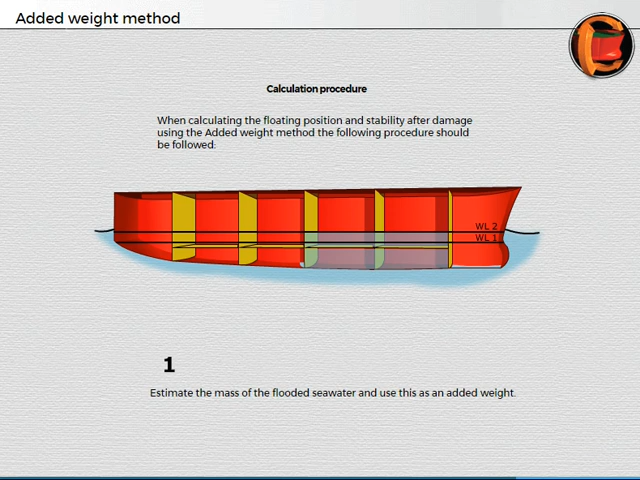 Added weight method
Calculation procedure
When calculating the floating position and stability after damage
using the Added weight method the following procedure should
be followed:
WL 2
WL 1
1
Estimate the mass of the flooded seawater and use this as an added weight.